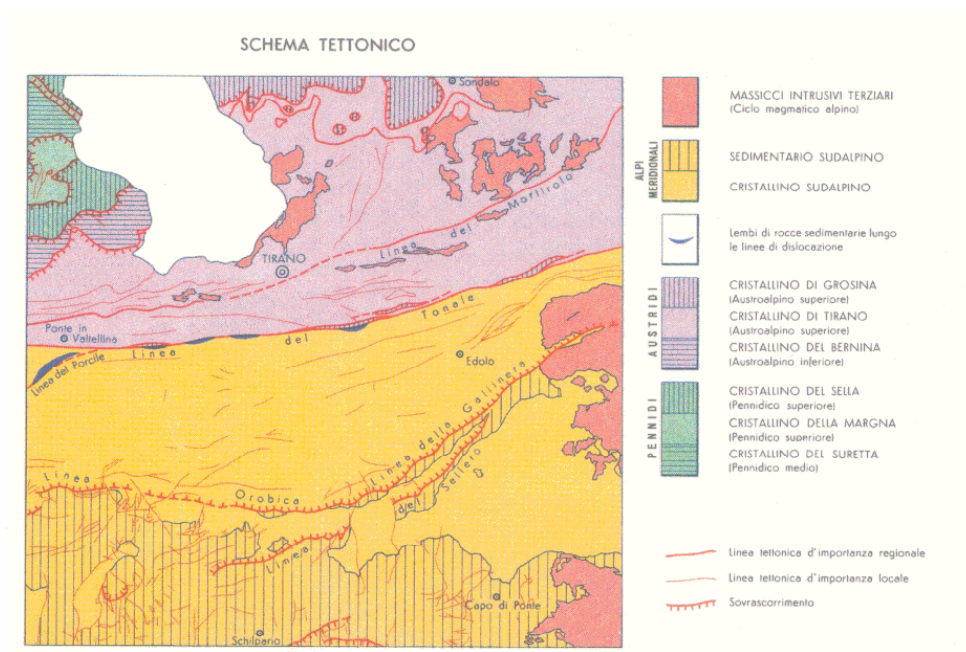 SCHEMA TETTONICO
Sondalo
Linea del Mortirolo
TIRANO
Ponte in
Valtellina
Linea del Porcile
Linea del Tonale
Edolo
Linea della Gallinera
Linea Orobica
Linea del Sellero
Capo di Ponte
Schilpario
MASSICCI INTRUSIVI TERZIARI
(Ciclo magmatico alpino)
ALPI
MERIDIONALI
SEDIMENTARIO SUDALPINO
CRISTALLINO SUDALPINO
Lembi di rocce sedimentarie lungo
le linee di dislocazione
AUSTRIDI
CRISTALLINO DI GROSINA
(Austroalpino superiore)
CRISTALLINO DI TIRANO
(Austroalpino superiore)
CRISTALLINO DEL BERNINA
(Austroalpino inferiore)
PENNIDI
CRISTALLINO DEL SELLA
(Pennidico superiore)
CRISTALLINO DELLA MARGNA
(Pennidico superiore)
CRISTALLINO DEL SURETTA
(Pennidico medio)
Linea tettonica d'importanza regionale
Linea tettonica d'importanza locale
Sovrascorrimento